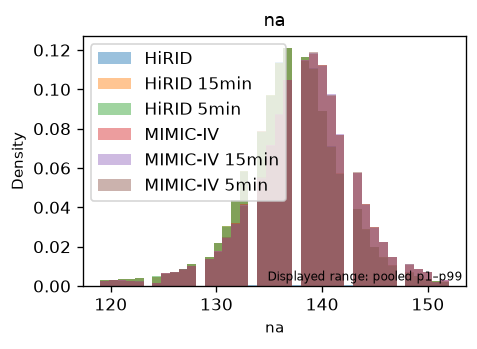 na
Density
0.12
0.10
0.08
0.06
0.04
0.02
0.00
HiRID
HiRID 15min
HiRID 5min
MIMIC-IV
MIMIC-IV 15min
MIMIC-IV 5min
Displayed range: pooled p1–p99
120 130 140 150
na